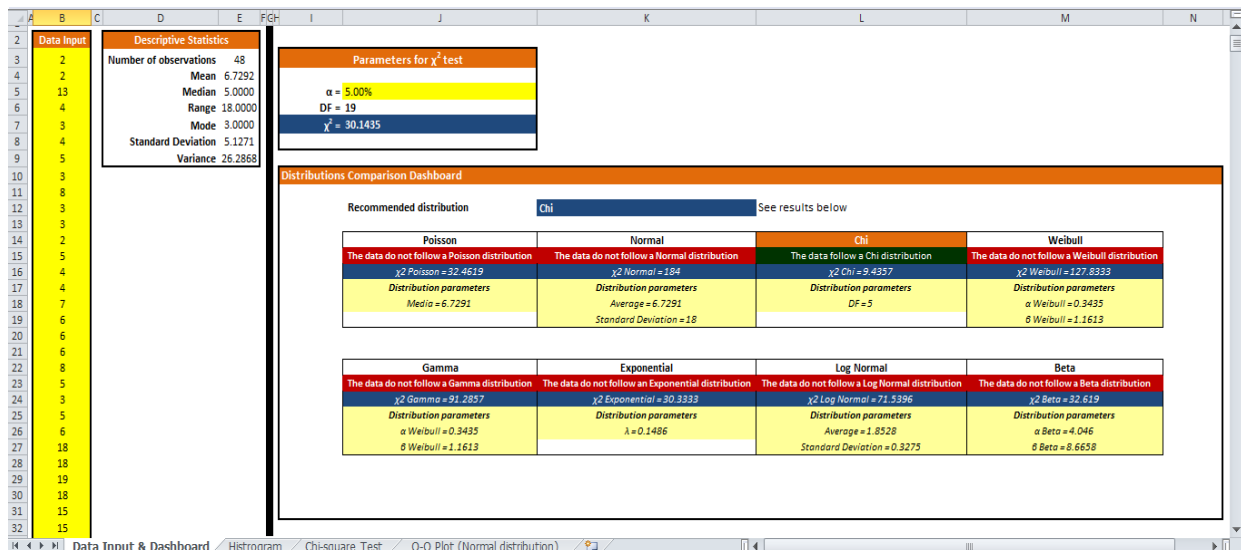 A B C D E F G H I J K L M N
2 Data Input Descriptive Statistics
3 2 Number of observations 48 Parameters for χ² test
4 2 Mean 6.7292
5 13 Median 5.0000 α = 5.00%
6 4 Range 18.0000 DF = 19
7 3 Mode 3.0000 χ² = 30.1435
8 4 Standard Deviation 5.1271
9 5 Variance 26.2868
10 3 Distributions Comparison Dashboard
11 8
12 3 Recommended distribution Chi See results below
13 3
14 2 Poisson Normal Chi Weibull
15 5 The data do not follow a Poisson distribution The data do not follow a Normal distribution The data follow a Chi distribution The data do not follow a Weibull distribution
16 4 χ2 Poisson = 32.4619 χ2 Normal = 184 χ2 Chi = 9.4357 χ2 Weibull = 127.8333
17 4 Distribution parameters Distribution parameters Distribution parameters Distribution parameters
18 7 Media = 6.7291 Average = 6.7291 DF = 5 α Weibull = 0.3435
19 6 Standard Deviation = 18 β Weibull = 1.1613
20 6
21 6
22 8 Gamma Exponential Log Normal Beta
23 5 The data do not follow a Gamma distribution The data do not follow an Exponential distribution The data do not follow a Log Normal distribution The data do not follow a Beta distribution
24 3 χ2 Gamma = 91.2857 χ2 Exponential = 30.3333 χ2 Log Normal = 71.5396 χ2 Beta = 32.619
25 5 Distribution parameters Distribution parameters Distribution parameters Distribution parameters
26 6 α Weibull = 0.3435 λ = 0.1486 Average = 1.8528 α Beta = 4.046
27 18 β Weibull = 1.1613 Standard Deviation = 0.3275 β Beta = 8.6658
28 18
29 19
30 18
31 15
32 15
Data Input & Dashboard Histrogram Chi-square Test Q-Q Plot (Normal distribution)